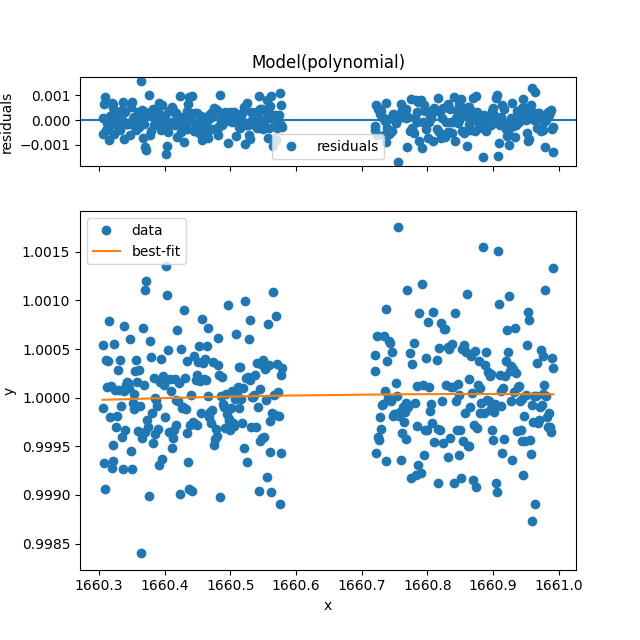 Model(polynomial)
residuals
0.001
0.000
−0.001
residuals
data
best-fit
y
1.0015
1.0010
1.0005
1.0000
0.9995
0.9990
0.9985
1660.3 1660.4 1660.5 1660.6 1660.7 1660.8 1660.9 1661.0
x